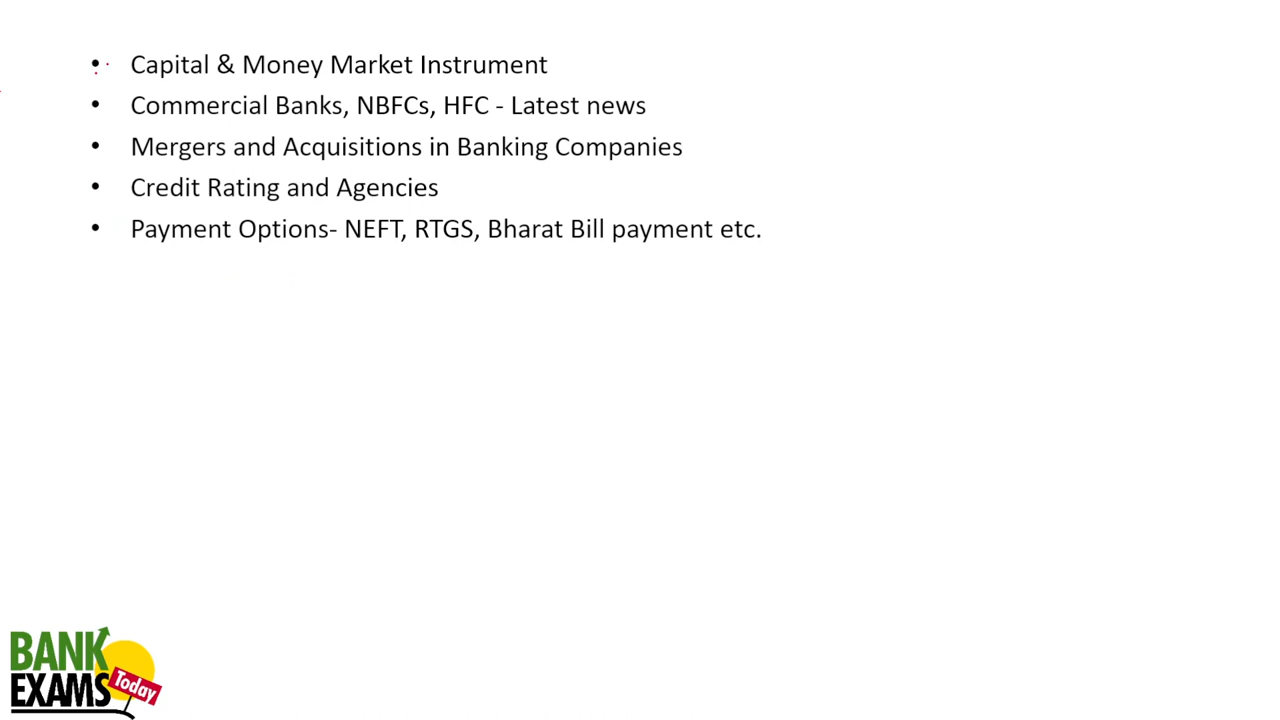 • Capital & Money Market Instrument
• Commercial Banks, NBFCs, HFC - Latest news
• Mergers and Acquisitions in Banking Companies
• Credit Rating and Agencies
• Payment Options- NEFT, RTGS, Bharat Bill payment etc.
BANK
EXAMS Today